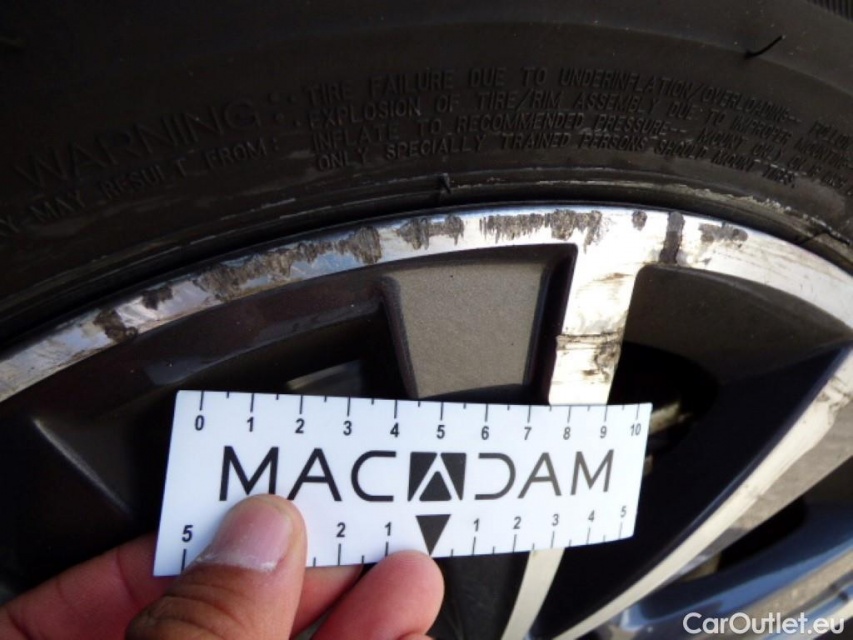 WARNING: TIRE FAILURE DUE TO UNDERINFLATION/OVERLOADING
EXPLOSION OF TIRE/RIM ASSEMBLY DUE TO IMPROPER
MAY RESULT FROM: INFLATE TO RECOMMENDED PRESSURE
ONLY SPECIALLY TRAINED PERSONS SHOULD MOUNT TIRES
0 1 2 3 4 5 6 7 8 9 10
MACADAM
5 2 1 1 2 3 4 5
CarOutlet.eu